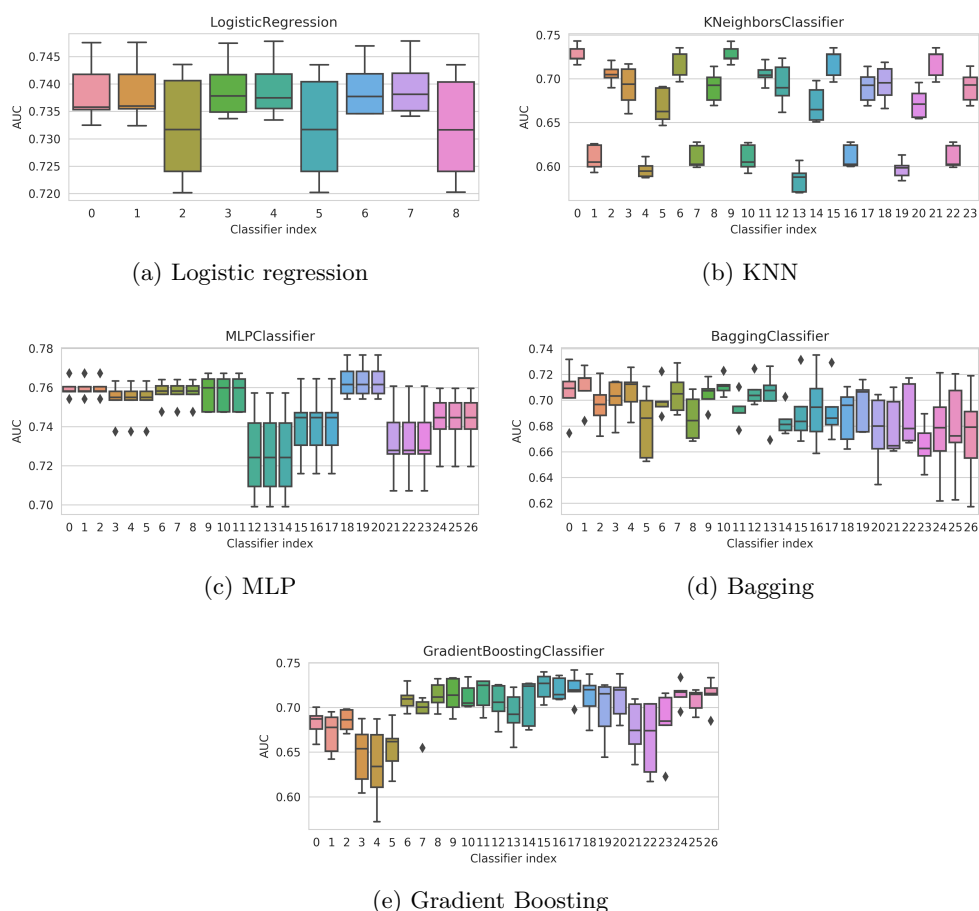 LogisticRegression
0.745
0.740
0.735
0.730
0.725
0.720
AUC
0 1 2 3 4 5 6 7 8
Classifier index
(a) Logistic regression
KNeighborsClassifier
0.75
0.70
0.65
0.60
AUC
0 1 2 3 4 5 6 7 8 9 10 11 12 13 14 15 16 17 18 19 20 21 22 23
Classifier index
(b) KNN
MLPClassifier
0.78
0.76
0.74
0.72
0.70
AUC
0 1 2 3 4 5 6 7 8 9 10 11 12 13 14 15 16 17 18 19 20 21 22 23 24 25 26
Classifier index
(c) MLP
BaggingClassifier
0.74
0.72
0.70
0.68
0.66
0.64
0.62
AUC
0 1 2 3 4 5 6 7 8 9 10 11 12 13 14 15 16 17 18 19 20 21 22 23 24 25 26
Classifier index
(d) Bagging
GradientBoostingClassifier
0.75
0.70
0.65
0.60
AUC
0 1 2 3 4 5 6 7 8 9 10 11 12 13 14 15 16 17 18 19 20 21 22 23 24 25 26
Classifier index
(e) Gradient Boosting